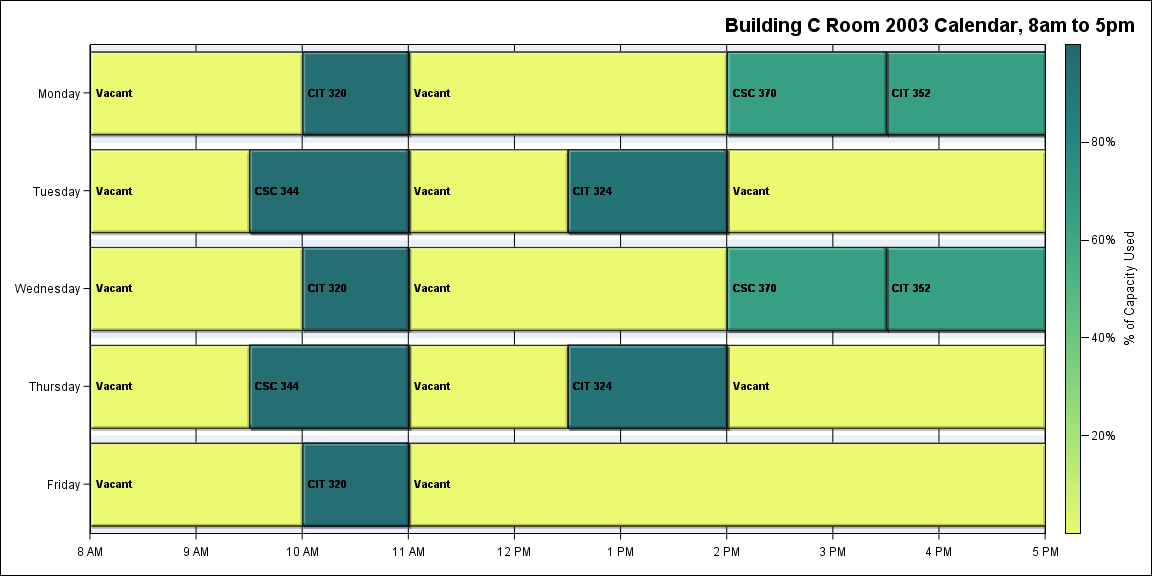 Building C Room 2003 Calendar, 8am to 5pm
Monday
Vacant
CIT 320
Vacant
CSC 370
CIT 352
Tuesday
Vacant
CSC 344
Vacant
CIT 324
Vacant
Wednesday
Vacant
CIT 320
Vacant
CSC 370
CIT 352
Thursday
Vacant
CSC 344
Vacant
CIT 324
Vacant
Friday
Vacant
CIT 320
Vacant
8 AM
9 AM
10 AM
11 AM
12 PM
1 PM
2 PM
3 PM
4 PM
5 PM
80%
60%
40%
20%
% of Capacity Used